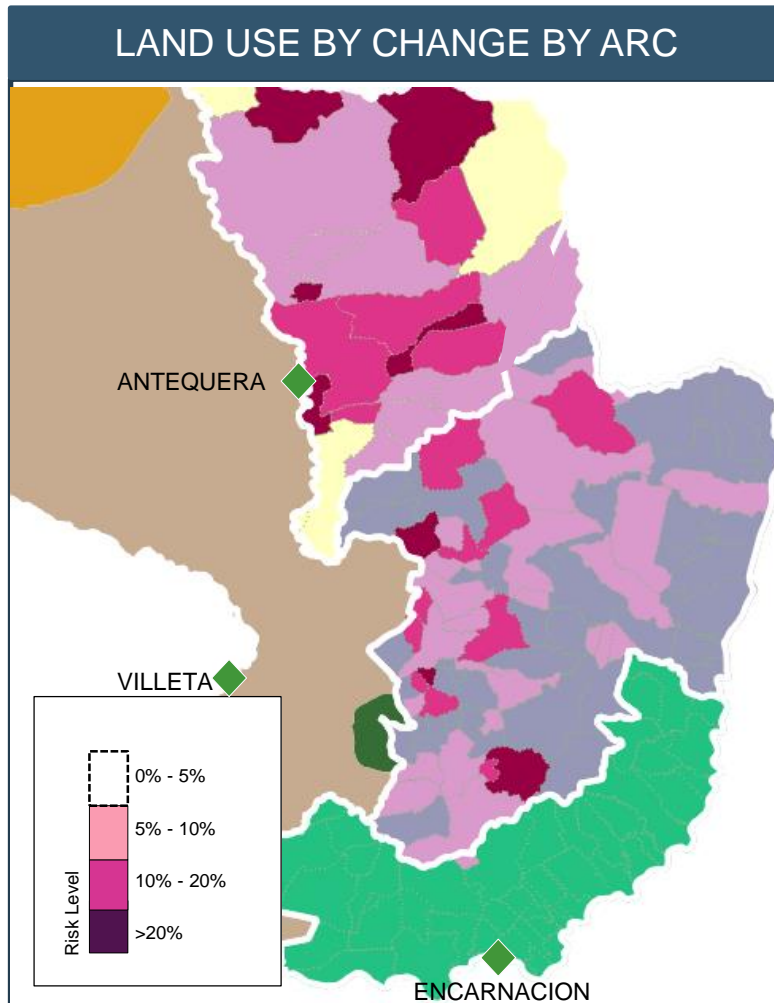 LAND USE BY CHANGE BY ARC
ANTEQUERA
VILLETA
0% - 5%
5% - 10%
10% - 20%
>20%
Risk Level
ENCARNACION